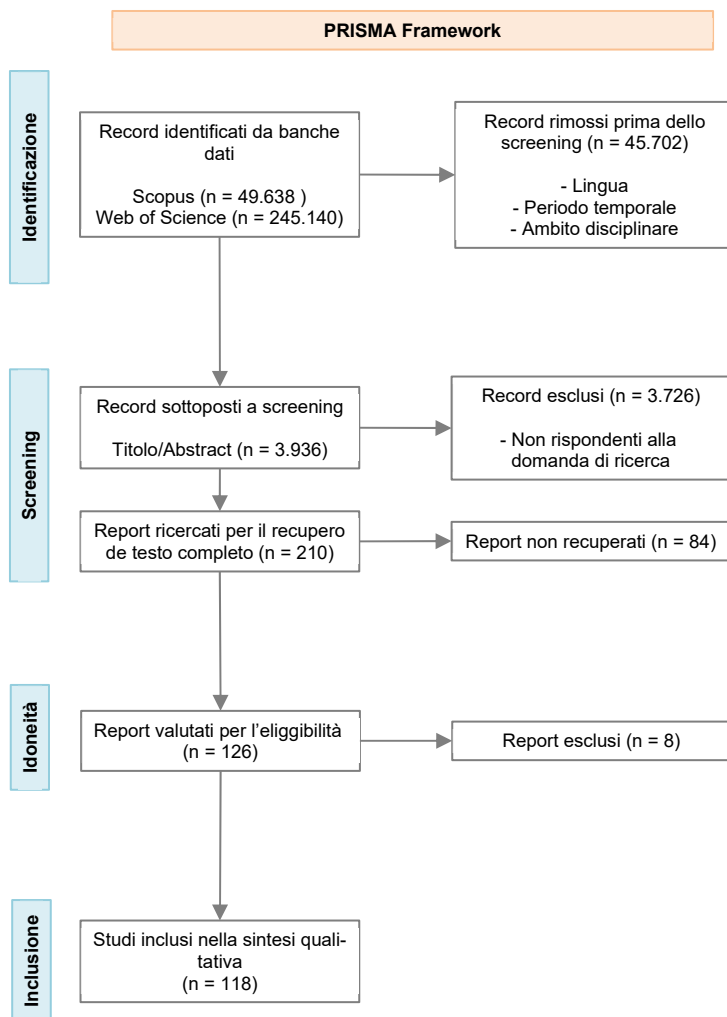 PRISMA Framework
Identificazione
Record identificati da banche
dati
Scopus (n = 49.638 )
Web of Science (n = 245.140)
Record rimossi prima dello
screening (n = 45.702)
- Lingua
- Periodo temporale
- Ambito disciplinare
Screening
Record sottoposti a screening
Titolo/Abstract (n = 3.936)
Record esclusi (n = 3.726)
- Non rispondenti alla
domanda di ricerca
Report ricercati per il recupero
de testo completo (n = 210)
Report non recuperati (n = 84)
Idoneità
Report valutati per l'eliggibilità
(n = 126)
Report esclusi (n = 8)
Inclusione
Studi inclusi nella sintesi quali-
tativa
(n = 118)